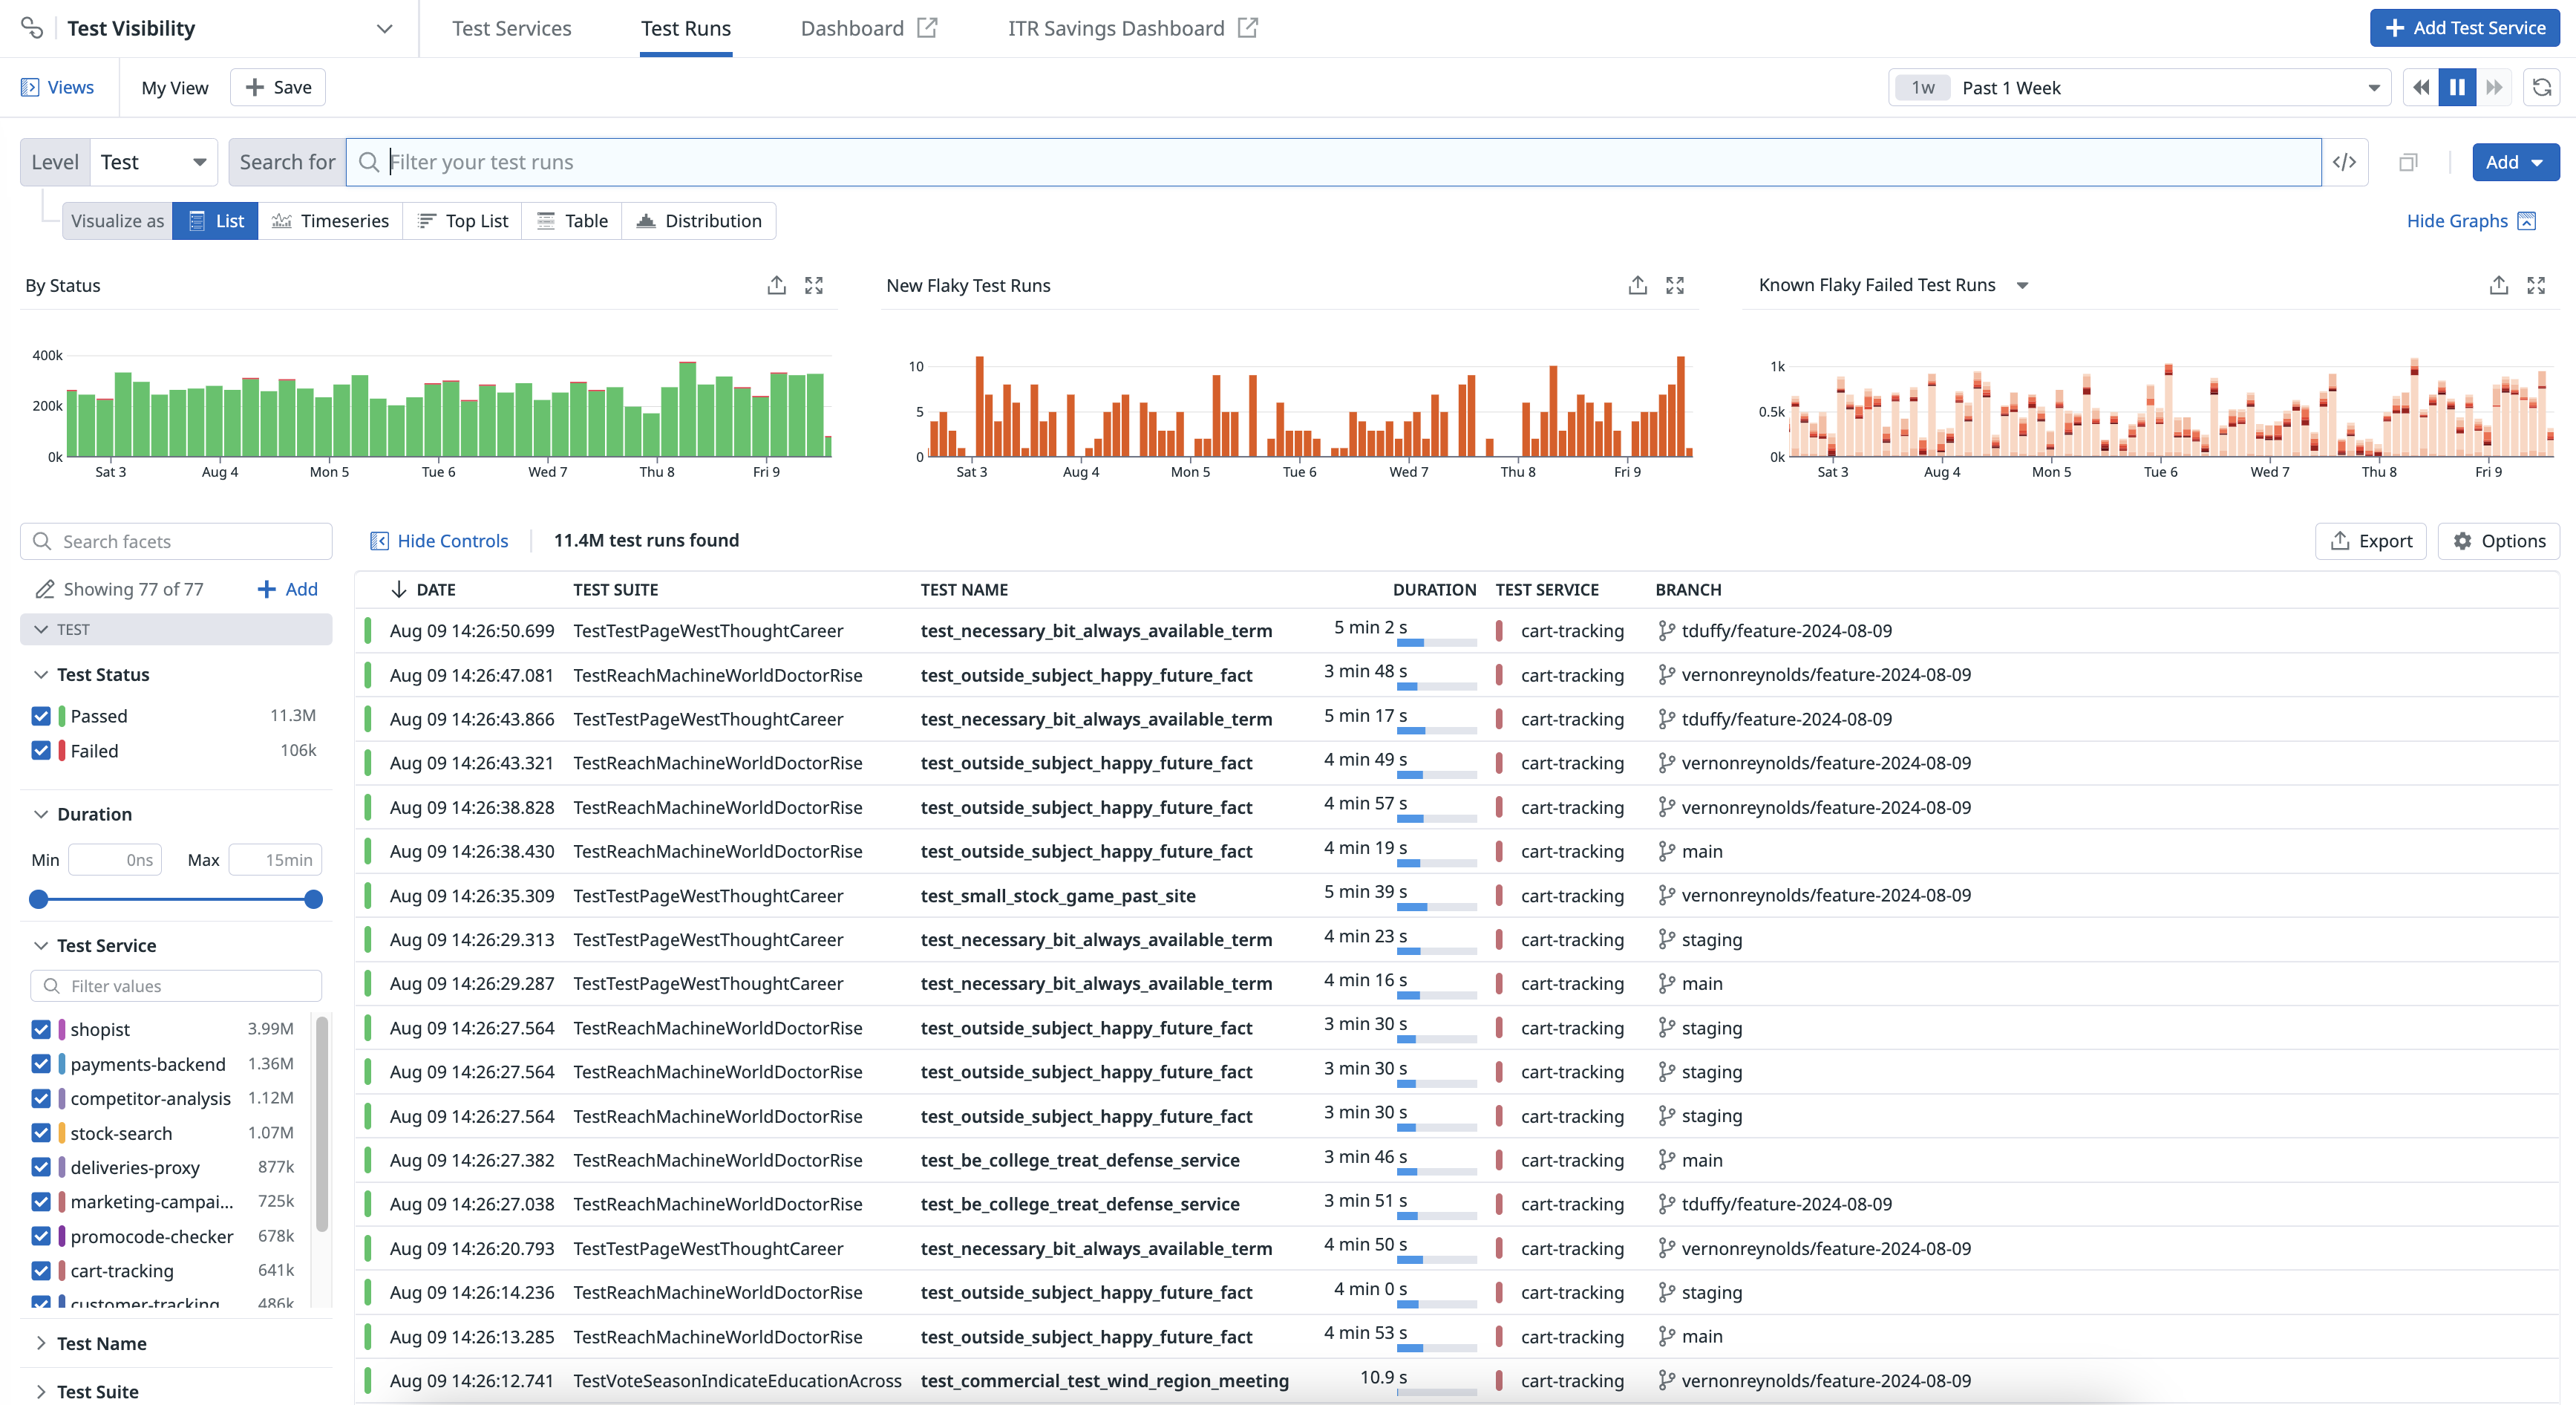 Test Visibility
Test Services
Test Runs
Dashboard
ITR Savings Dashboard
Add Test Service
Views
My View
Save
1w Past 1 Week
Level Test
Search for Filter your test runs
</>
Add
Visualize as List Timeseries Top List Table Distribution
Hide Graphs
By Status
400k
200k
0k
Sat 3 Aug 4 Mon 5 Tue 6 Wed 7 Thu 8 Fri 9
New Flaky Test Runs
10
5
0
Sat 3 Aug 4 Mon 5 Tue 6 Wed 7 Thu 8 Fri 9
Known Flaky Failed Test Runs
1k
0.5k
0k
Sat 3 Aug 4 Mon 5 Tue 6 Wed 7 Thu 8 Fri 9
Search facets
Showing 77 of 77 Add
TEST
Test Status
Passed 11.3M
Failed 106k
Duration
Min 0ns Max 15min
Test Service
Filter values
shopist 3.99M
payments-backend 1.36M
competitor-analysis 1.12M
stock-search 1.07M
deliveries-proxy 877k
marketing-campai... 725k
promocode-checker 678k
cart-tracking 641k
customer-tracking 486k
Test Name
Test Suite
Hide Controls 11.4M test runs found
Export
Options
DATE TEST SUITE TEST NAME DURATION TEST SERVICE BRANCH
Aug 09 14:26:50.699 TestTestPageWestThoughtCareer test_necessary_bit_always_available_term 5 min 2 s cart-tracking tduffy/feature-2024-08-09
Aug 09 14:26:47.081 TestReachMachineWorldDoctorRise test_outside_subject_happy_future_fact 3 min 48 s cart-tracking vernonreynolds/feature-2024-08-09
Aug 09 14:26:43.866 TestTestPageWestThoughtCareer test_necessary_bit_always_available_term 5 min 17 s cart-tracking tduffy/feature-2024-08-09
Aug 09 14:26:43.321 TestReachMachineWorldDoctorRise test_outside_subject_happy_future_fact 4 min 49 s cart-tracking vernonreynolds/feature-2024-08-09
Aug 09 14:26:38.828 TestReachMachineWorldDoctorRise test_outside_subject_happy_future_fact 4 min 57 s cart-tracking vernonreynolds/feature-2024-08-09
Aug 09 14:26:38.430 TestReachMachineWorldDoctorRise test_outside_subject_happy_future_fact 4 min 19 s cart-tracking main
Aug 09 14:26:35.309 TestTestPageWestThoughtCareer test_small_stock_game_past_site 5 min 39 s cart-tracking vernonreynolds/feature-2024-08-09
Aug 09 14:26:29.313 TestTestPageWestThoughtCareer test_necessary_bit_always_available_term 4 min 23 s cart-tracking staging
Aug 09 14:26:29.287 TestTestPageWestThoughtCareer test_necessary_bit_always_available_term 4 min 16 s cart-tracking main
Aug 09 14:26:27.564 TestReachMachineWorldDoctorRise test_outside_subject_happy_future_fact 3 min 30 s cart-tracking staging
Aug 09 14:26:27.564 TestReachMachineWorldDoctorRise test_outside_subject_happy_future_fact 3 min 30 s cart-tracking staging
Aug 09 14:26:27.564 TestReachMachineWorldDoctorRise test_outside_subject_happy_future_fact 3 min 30 s cart-tracking staging
Aug 09 14:26:27.382 TestReachMachineWorldDoctorRise test_be_college_treat_defense_service 3 min 46 s cart-tracking main
Aug 09 14:26:27.038 TestReachMachineWorldDoctorRise test_be_college_treat_defense_service 3 min 51 s cart-tracking tduffy/feature-2024-08-09
Aug 09 14:26:20.793 TestTestPageWestThoughtCareer test_necessary_bit_always_available_term 4 min 50 s cart-tracking vernonreynolds/feature-2024-08-09
Aug 09 14:26:14.236 TestReachMachineWorldDoctorRise test_outside_subject_happy_future_fact 4 min 0 s cart-tracking staging
Aug 09 14:26:13.285 TestReachMachineWorldDoctorRise test_outside_subject_happy_future_fact 4 min 53 s cart-tracking main
Aug 09 14:26:12.741 TestVoteSeasonIndicateEducationAcross test_commercial_test_wind_region_meeting 10.9 s cart-tracking vernonreynolds/feature-2024-08-09